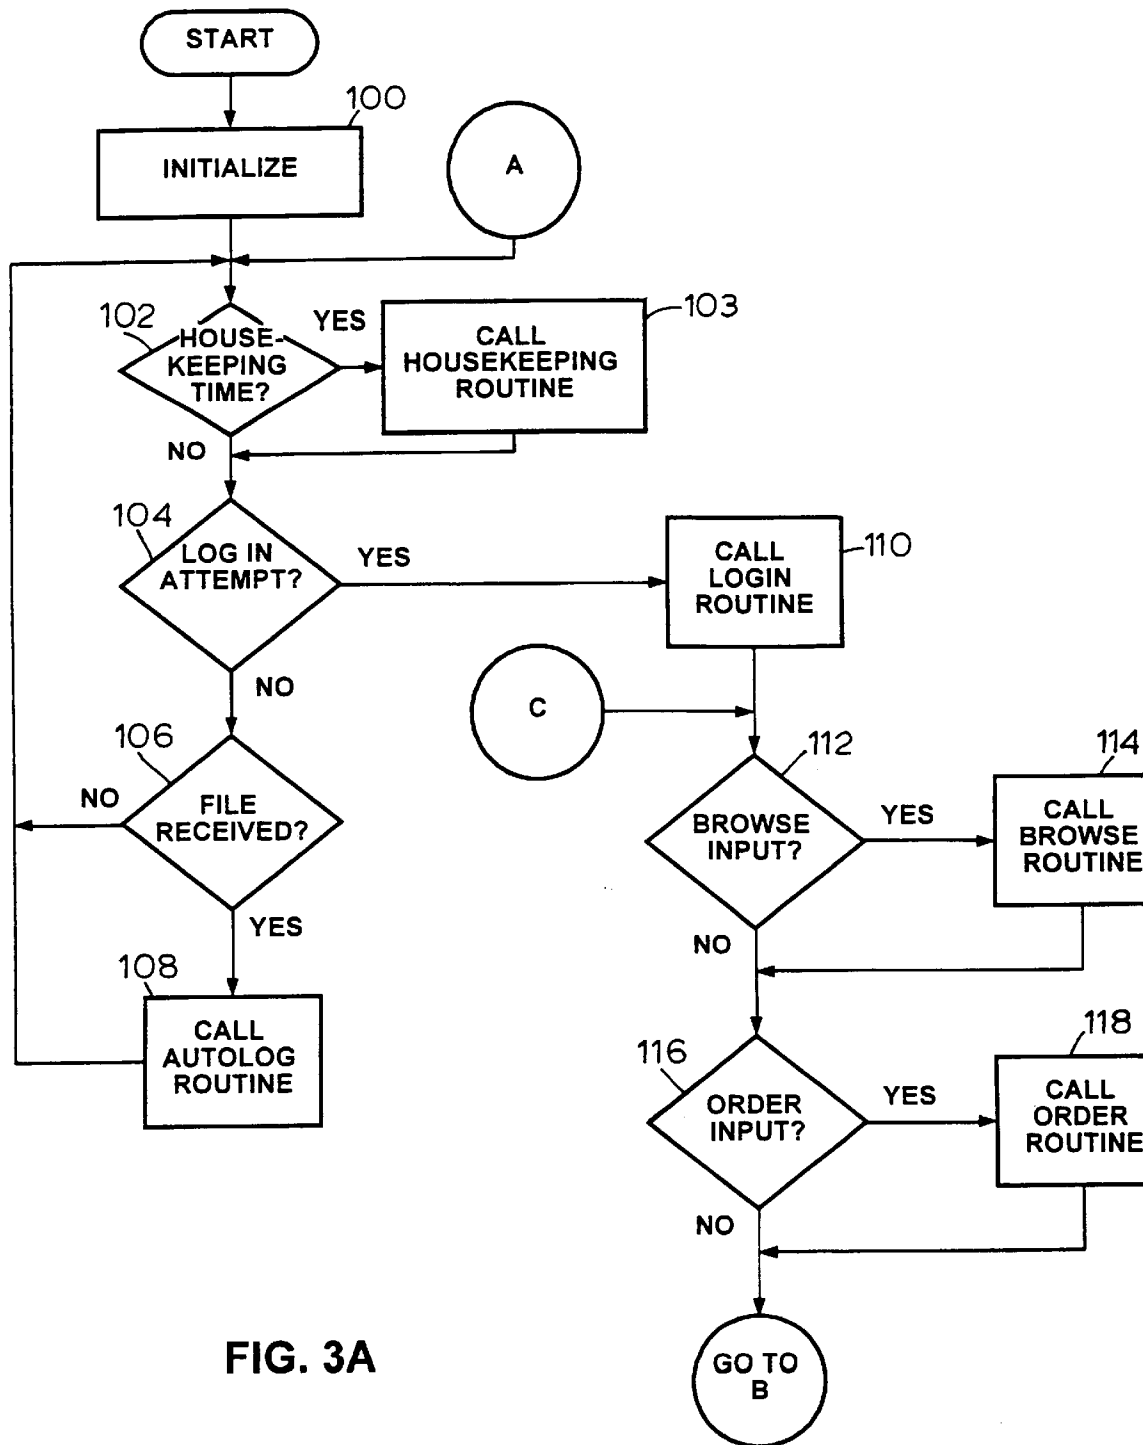 START
100
INITIALIZE
A
102
HOUSE-
KEEPING
TIME?
YES
103
CALL
HOUSEKEEPING
ROUTINE
NO
104
LOG IN
ATTEMPT?
YES
110
CALL
LOGIN
ROUTINE
NO
C
106
FILE
RECEIVED?
NO
YES
112
BROWSE
INPUT?
YES
114
CALL
BROWSE
ROUTINE
NO
108
CALL
AUTOLOG
ROUTINE
116
ORDER
INPUT?
YES
118
CALL
ORDER
ROUTINE
NO
GO TO
B
FIG. 3A